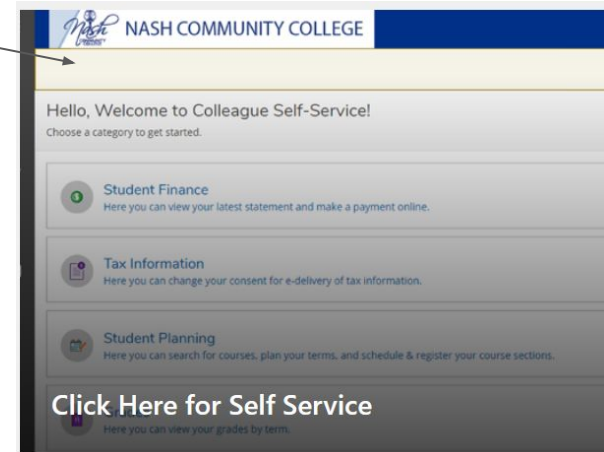 Nash
NASH COMMUNITY COLLEGE
Hello, Welcome to Colleague Self-Service!
Choose a category to get started.
Student Finance
Here you can view your latest statement and make a payment online.
Tax Information
Here you can change your consent for e-delivery of tax information.
Student Planning
Here you can search for courses, plan your terms, and schedule & register your course sections.
Click Here for Self Service
Here you can view your grades by term.